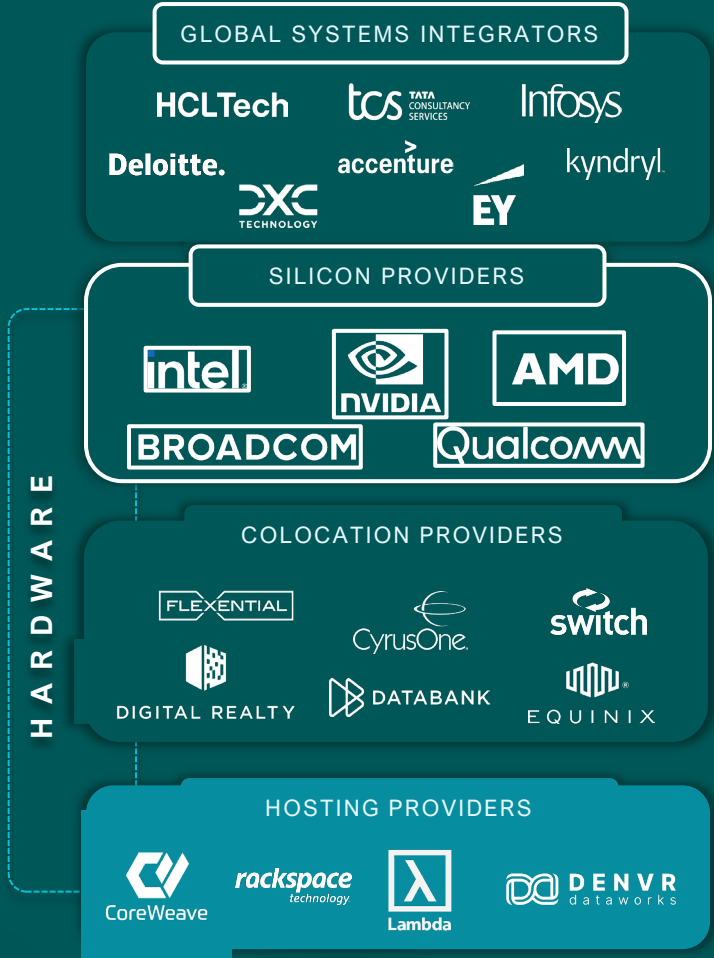 GLOBAL SYSTEMS INTEGRATORS
HCLTech
tcs TATA CONSULTANCY SERVICES
Infosys
Deloitte.
accenture
kyndryl
DXC TECHNOLOGY
EY
SILICON PROVIDERS
intel
NVIDIA
AMD
BROADCOM
Qualcomm
HARDWARE
COLOCATION PROVIDERS
FLEXENTIAL
CyrusOne
switch
DIGITAL REALTY
DATABANK
EQUINIX
HOSTING PROVIDERS
CoreWeave
rackspace technology
Lambda
DENVR dataworks